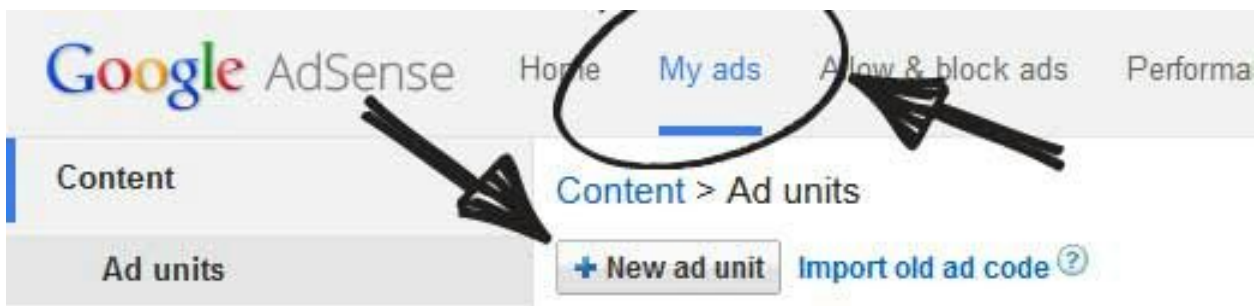 Google AdSense Home My ads Allow & block ads Performa
Content
Content > Ad units
Ad units
+ New ad unit Import old ad code ?